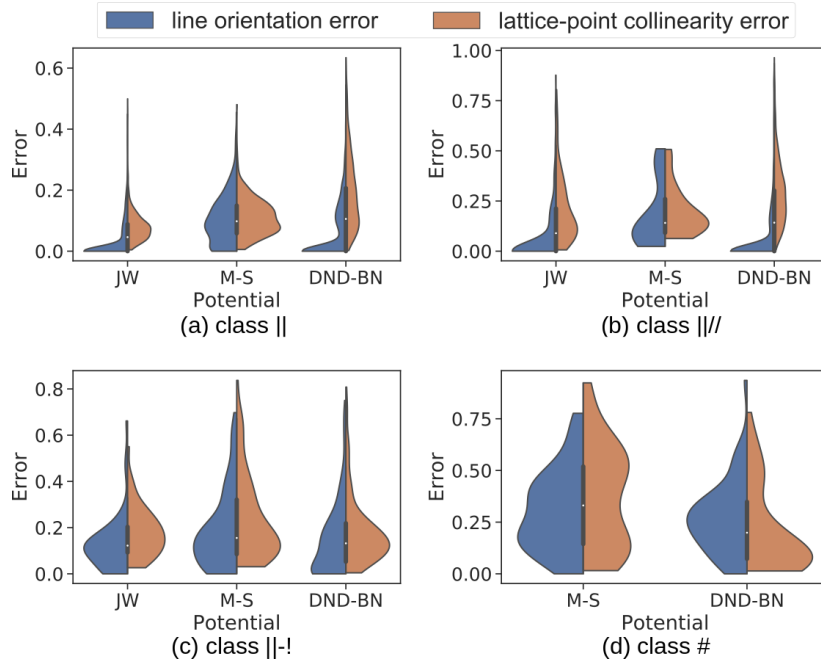 line orientation error
lattice-point collinearity error
Error
0.6
0.4
0.2
0.0
JW
M-S
DND-BN
Potential
(a) class ||
Error
1.00
0.75
0.50
0.25
0.00
JW
M-S
DND-BN
Potential
(b) class ||//
Error
0.8
0.6
0.4
0.2
0.0
JW
M-S
DND-BN
Potential
(c) class ||-!
Error
0.75
0.50
0.25
0.00
M-S
DND-BN
Potential
(d) class #